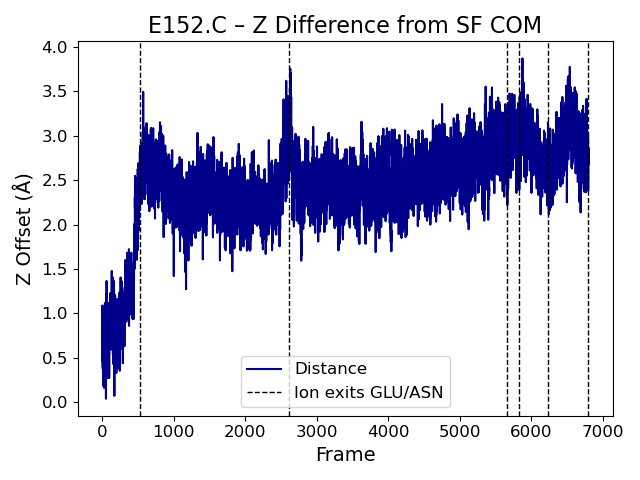 E152.C – Z Difference from SF COM
Z Offset (Å)
4.0
3.5
3.0
2.5
2.0
1.5
1.0
0.5
0.0
Distance
Ion exits GLU/ASN
0 1000 2000 3000 4000 5000 6000 7000
Frame